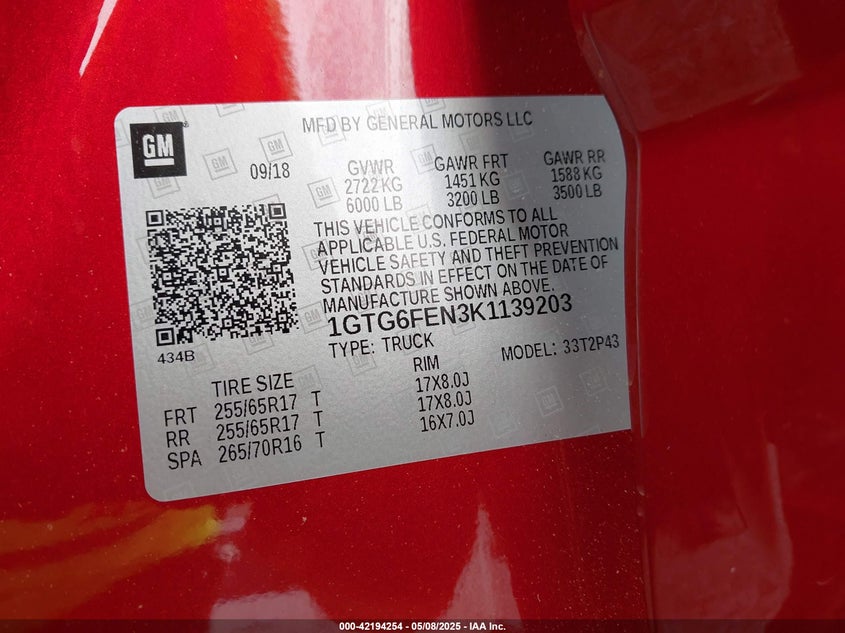 GM
MFD BY GENERAL MOTORS LLC
09/18
GVWR GAWR FRT GAWR RR
2722 KG 1451 KG 1588 KG
6000 LB 3200 LB 3500 LB
THIS VEHICLE CONFORMS TO ALL
APPLICABLE U.S. FEDERAL MOTOR
VEHICLE SAFETY AND THEFT PREVENTION
STANDARDS IN EFFECT ON THE DATE OF
MANUFACTURE SHOWN ABOVE.
1GTG6FEN3K1139203
434B
TYPE: TRUCK MODEL: 33T2P43
TIRE SIZE RIM
FRT 255/65R17 T 17X8.0J
RR 255/65R17 T 17X8.0J
SPA 265/70R16 T 16X7.0J
000-42194254 - 05/08/2025 - IAA Inc.